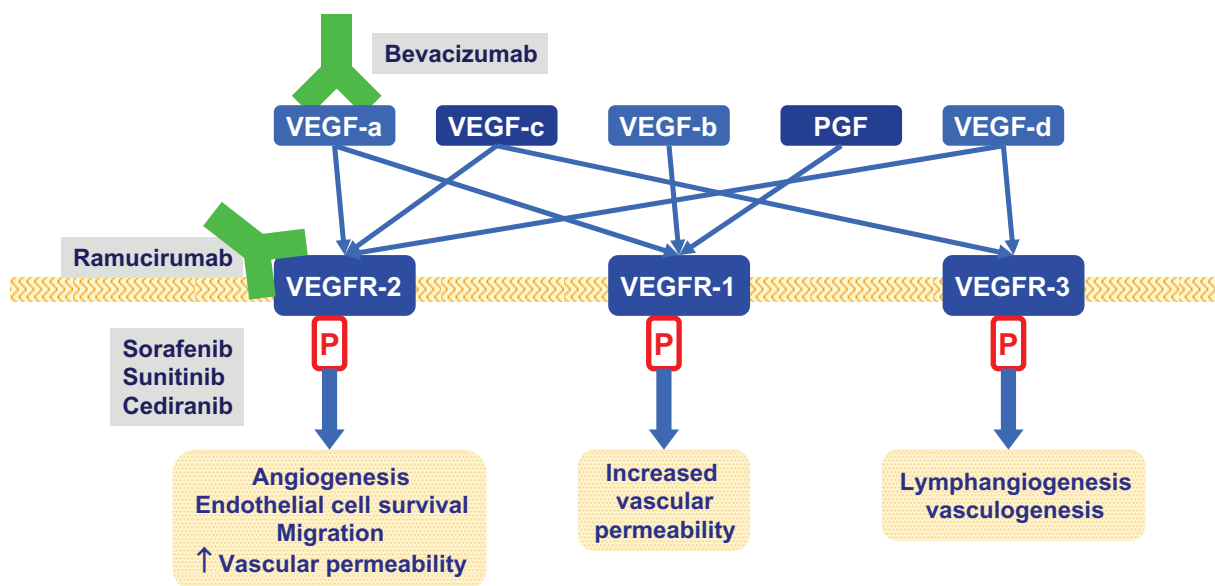 Bevacizumab
VEGF-a
VEGF-c
VEGF-b
PGF
VEGF-d
Ramucirumab
VEGFR-2
VEGFR-1
VEGFR-3
P
P
P
Sorafenib
Sunitinib
Cediranib
Angiogenesis
Endothelial cell survival
Migration
↑ Vascular permeability
Increased
vascular
permeability
Lymphangiogenesis
vasculogenesis